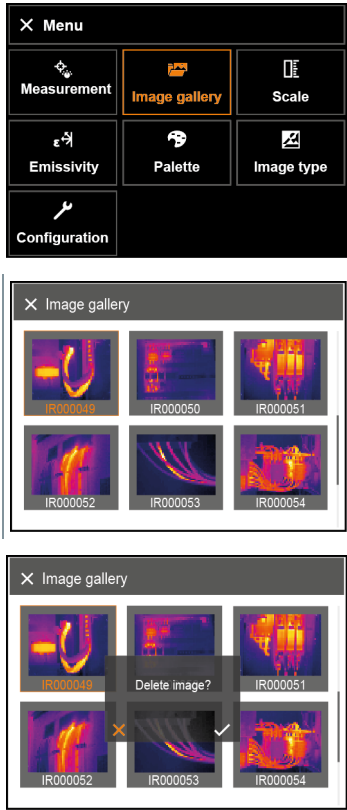 Menu
Measurement
Image gallery
Scale
Emissivity
Palette
Image type
Configuration
Image gallery
IR000049
IR000050
IR000051
IR000052
IR000053
IR000054
Image gallery
IR000049
IR000051
Delete image?
IR000052
IR000053
IR000054